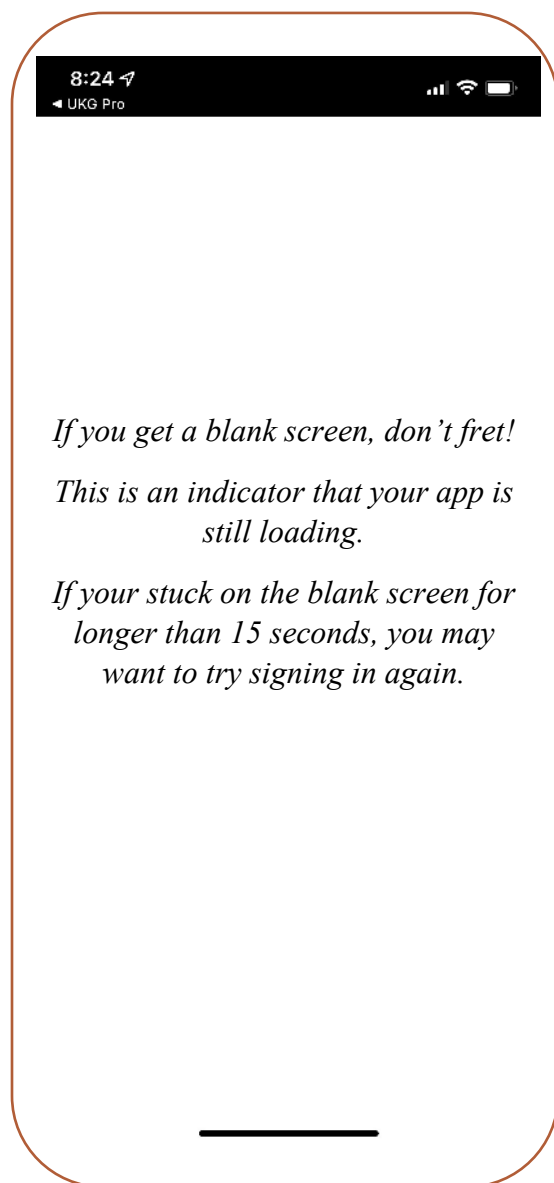 8:24
◄ UKG Pro
If you get a blank screen, don’t fret!
This is an indicator that your app is
still loading.
If your stuck on the blank screen for
longer than 15 seconds, you may
want to try signing in again.